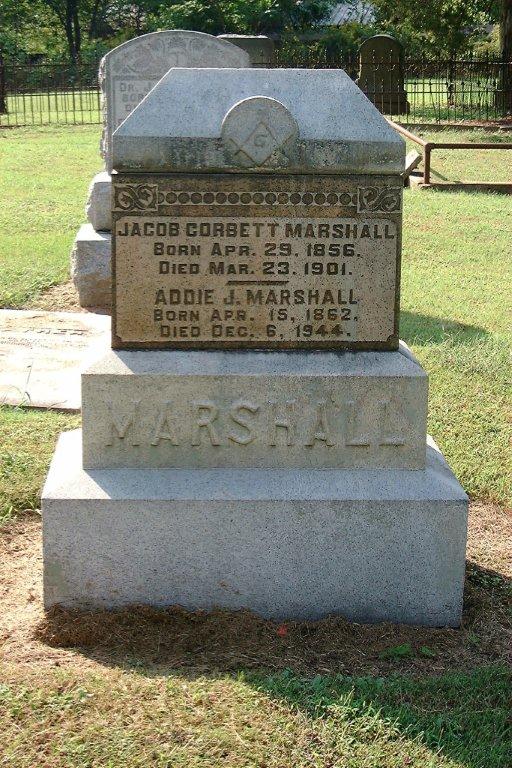 G
JACOB CORBETT MARSHALL
BORN APR. 29, 1856.
DIED MAR. 23, 1901.
ADDIE J. MARSHALL
BORN APR. 15, 1862.
DIED DEC. 6, 1944.
MARSHALL
DR. J